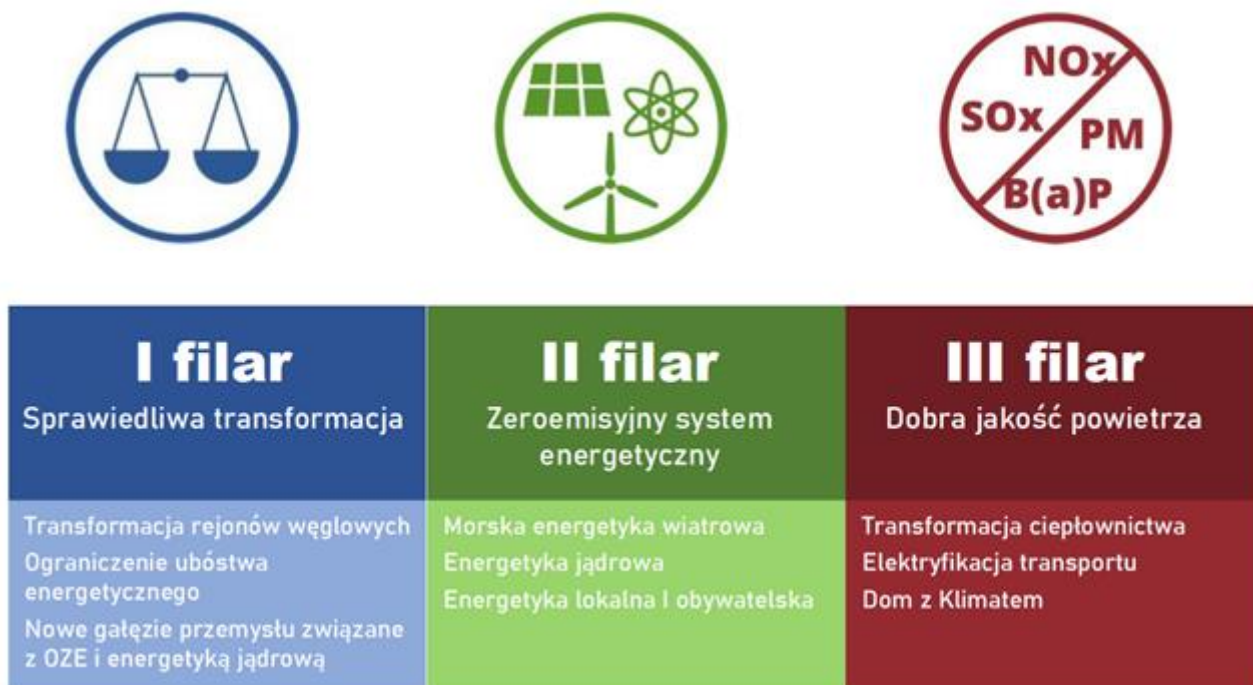 NOx
SOx
PM
B(a)P
I filar
Sprawiedliwa transformacja
Transformacja rejonów węglowych
Ograniczenie ubóstwa
energetycznego
Nowe gałęzie przemysłu związane
z OZE i energetyką jądrową
II filar
Zeroemisyjny system
energetyczny
Morska energetyka wiatrowa
Energetyka jądrowa
Energetyka lokalna I obywatelska
III filar
Dobra jakość powietrza
Transformacja ciepłownictwa
Elektryfikacja transportu
Dom z Klimatem